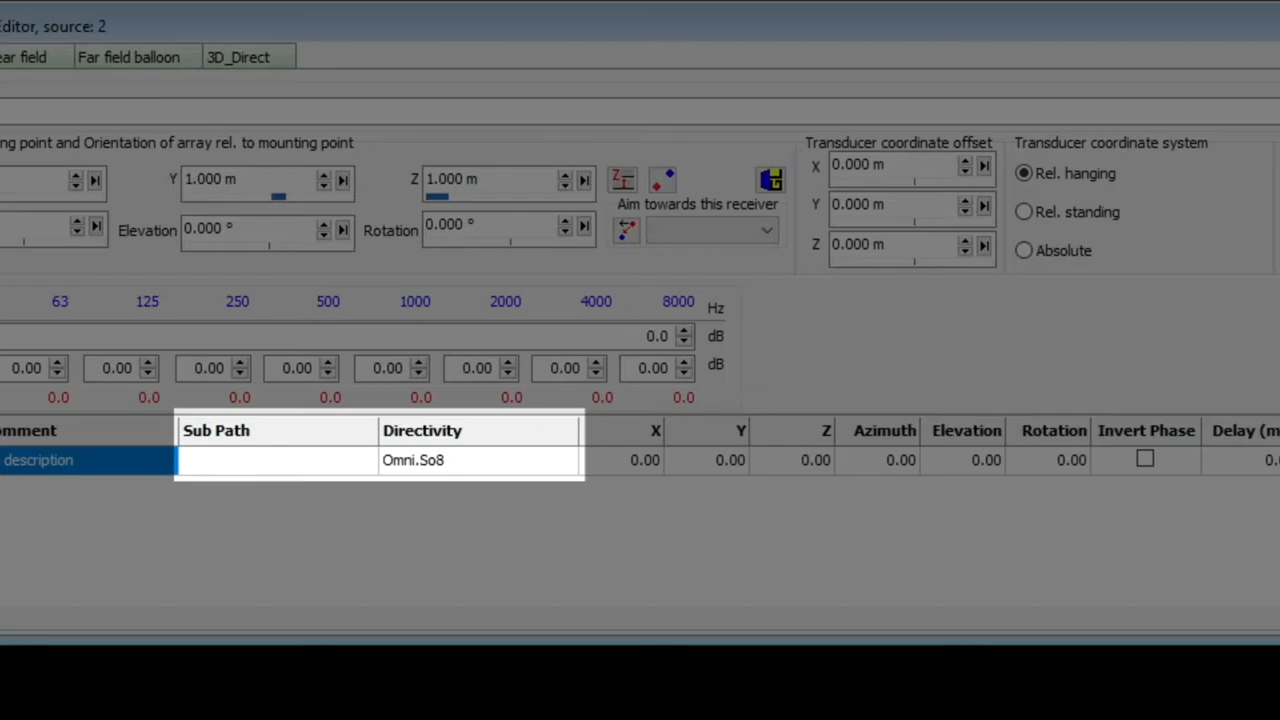 Editor, source: 2
ear field Far field balloon 3D_Direct
ng point and Orientation of array rel. to mounting point Transducer coordinate offset Transducer coordinate system
Y 1.000 m Z 1.000 m X 0.000 m Rel. hanging
Aim towards this receiver Y 0.000 m Rel. standing
Elevation 0.000 ° Rotation 0.000 ° Z 0.000 m Absolute
63 125 250 500 1000 2000 4000 8000 Hz
0.0 dB
0.00 0.00 0.00 0.00 0.00 0.00 0.00 0.00 dB
0.0 0.0 0.0 0.0 0.0 0.0 0.0 0.0
omment Sub Path Directivity X Y Z Azimuth Elevation Rotation Invert Phase Delay (m
description Omni.So8 0.00 0.00 0.00 0.00 0.00 0.00 0.